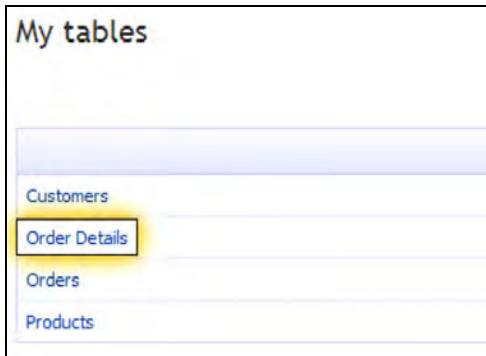 My tables
Customers
Order Details
Orders
Products